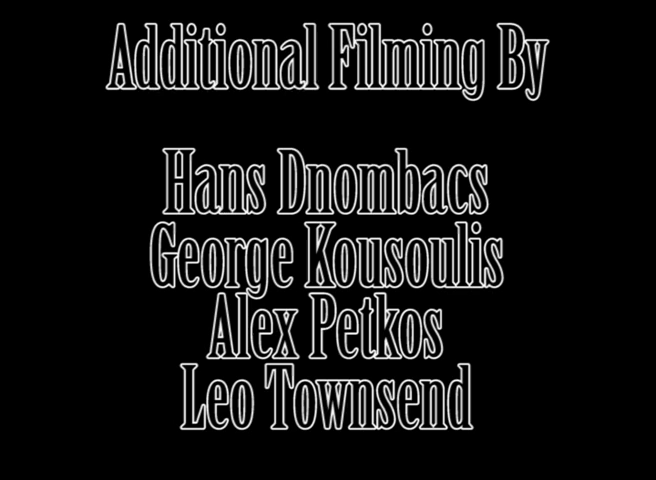 Additional Filming By
Hans Dnombacs
George Kousoulis
Alex Petkos
Leo Townsend